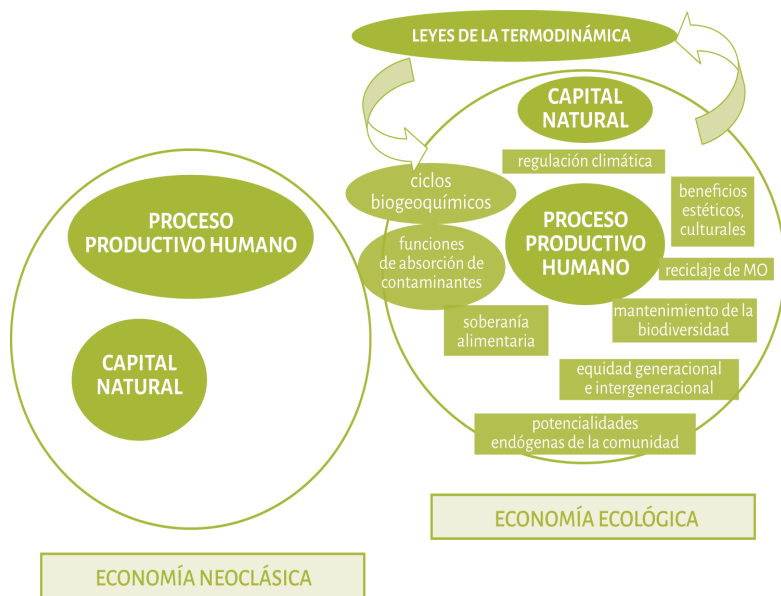 LEYES DE LA TERMODINÁMICA
CAPITAL
NATURAL
regulación climática
ciclos
biogeoquímicos
beneficios
estéticos,
culturales
PROCESO
PRODUCTIVO
HUMANO
funciones
de absorción de
contaminantes
reciclaje de MO
soberanía
alimentaria
mantenimiento de la
biodiversidad
equidad generacional
e intergeneracional
potencialidades
endógenas de la comunidad
ECONOMÍA ECOLÓGICA
PROCESO
PRODUCTIVO HUMANO
CAPITAL
NATURAL
ECONOMÍA NEOCLÁSICA